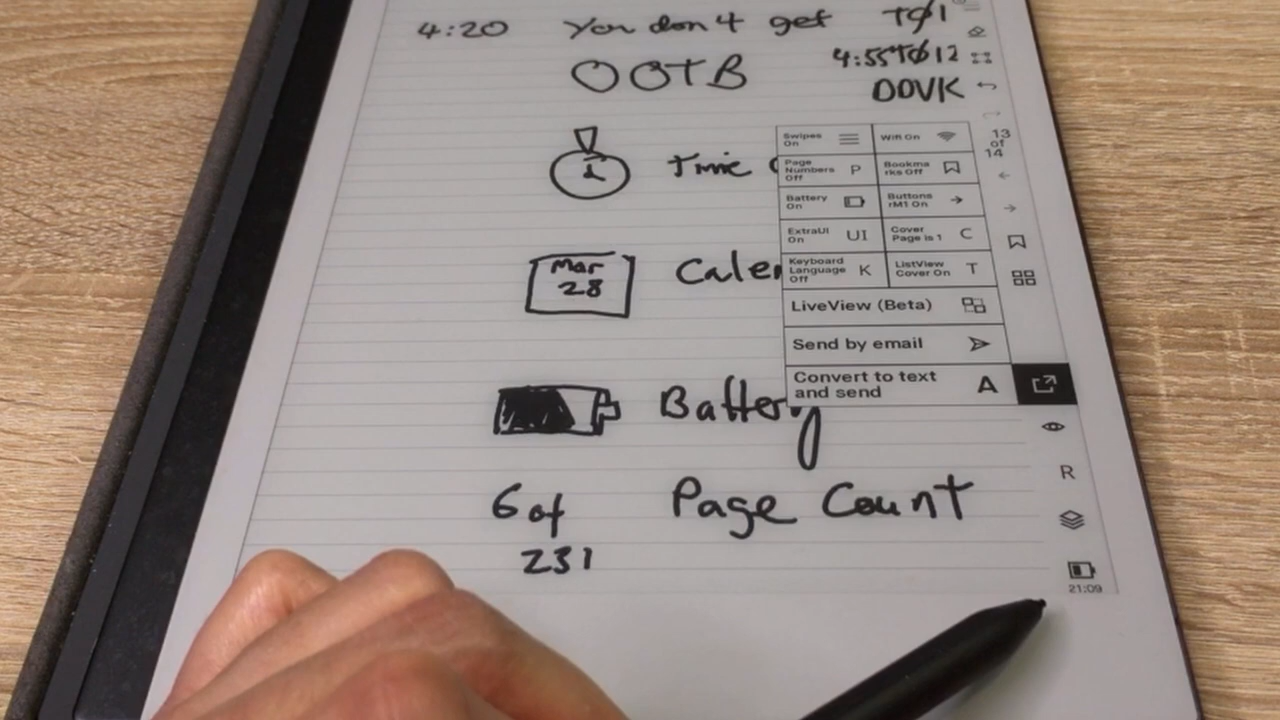 4:20 You don't get TØ1
OOTB 4:55TØ12
DOVK
Swipes On
Wifi On
13 of 14
Time
Page Numbers Off P
Bookmarks Off
Battery On
Buttons rM1 On
ExtraUI On UI
Cover Page is 1 C
Mar 28
Calen
Keyboard Language Off K
ListView Cover On T
LiveView (Beta)
Send by email
Convert to text and send A
Battery
R
6 of 231
Page Count
21:09